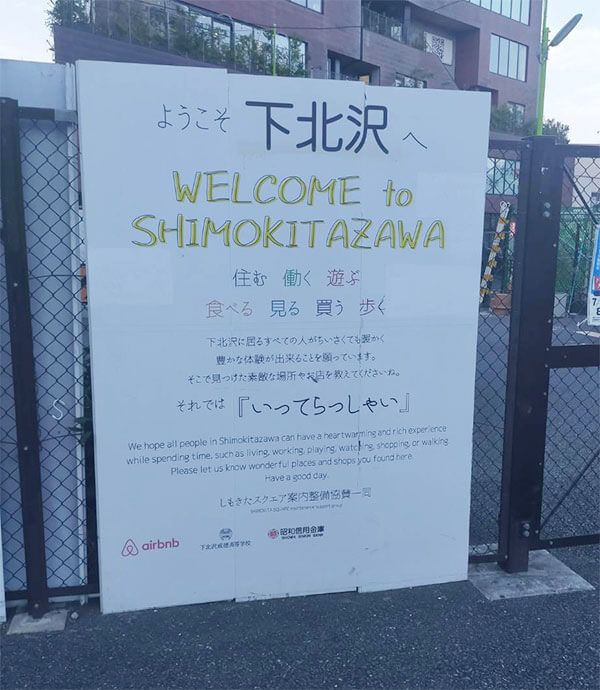 ようこそ 下北沢 へ
WELCOME to
SHIMOKITAZAWA
住む 働く 遊ぶ
食べる 見る 買う 歩く
下北沢に居るすべての人がちいさくても暖かく
豊かな体験が出来ることを願っています。
そこで見つけた素敵な場所やお店を教えてくださいね。
それでは『いってらっしゃい』
We hope all people in Shimokitazawa can have a heartwarming and rich experience
while spending time, such as living, working, playing, watching, shopping, or walking
Please let us know wonderful places and shops you found here.
Have a good day.
しもきたスクエア案内整備協賛一同
airbnb
下北沢成徳高等学校
昭和信用金庫
SHOWA SHINKIN BANK